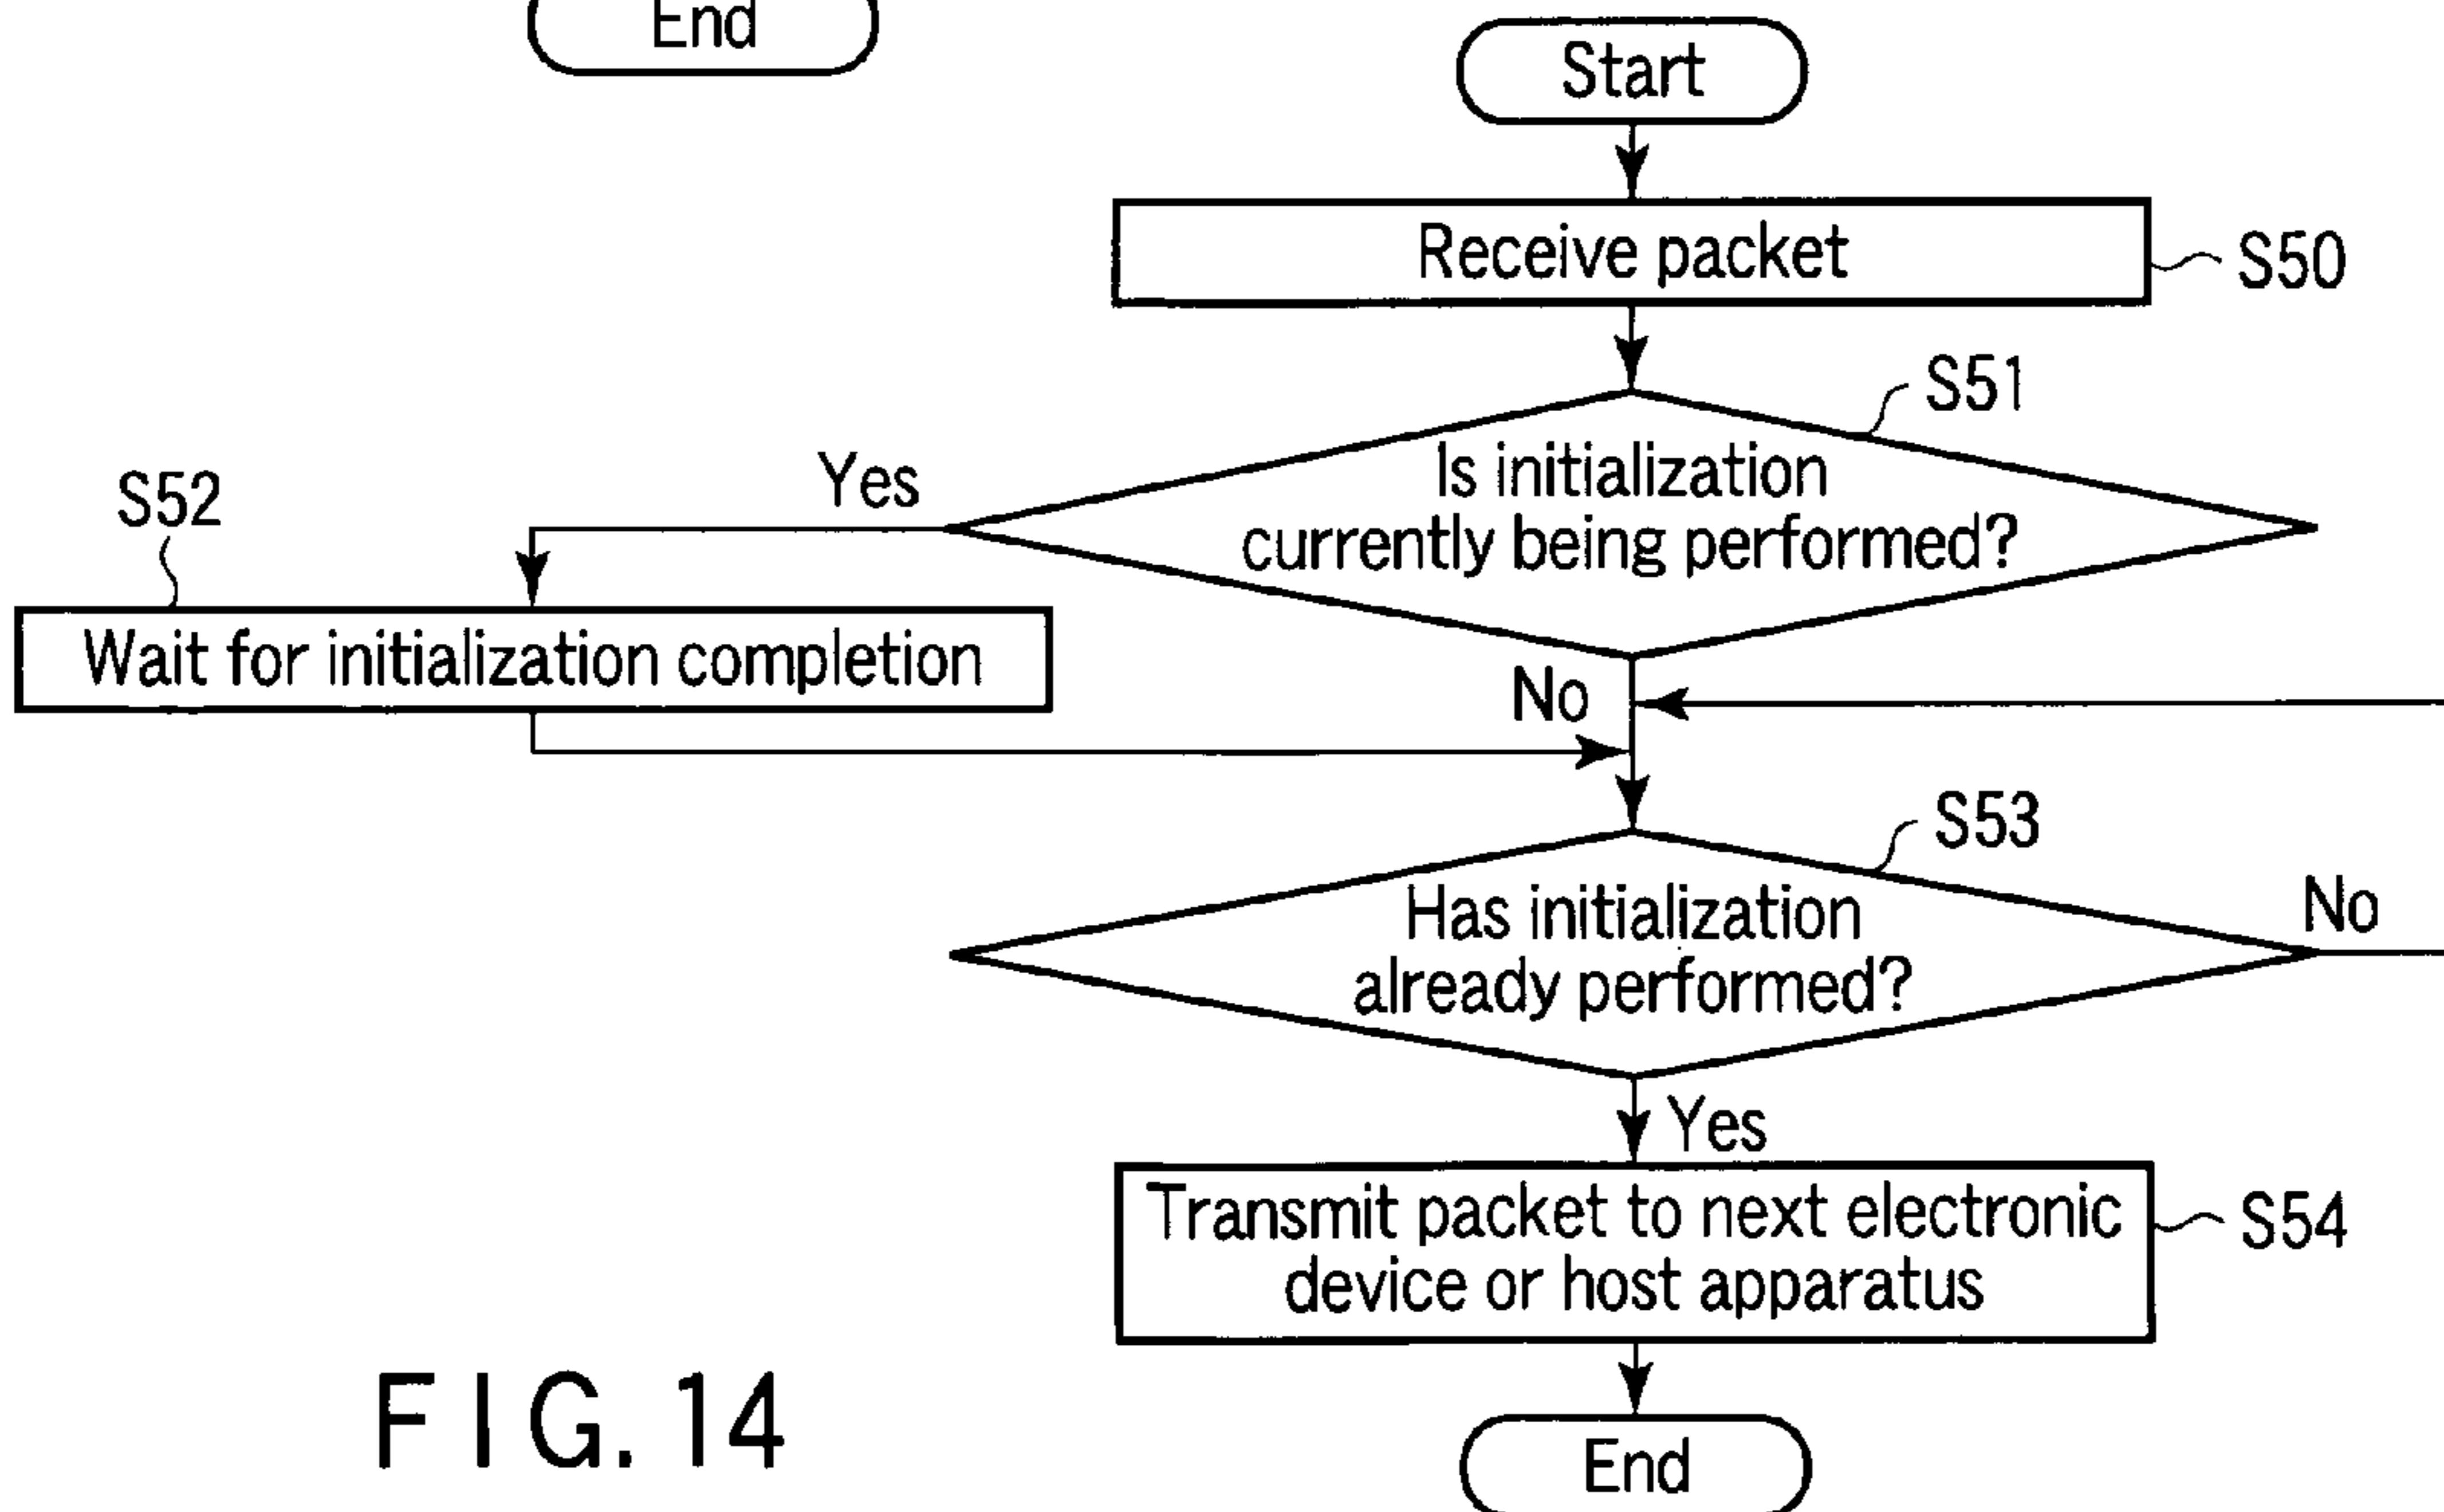 End
Start
Receive packet
S50
S51
Is initialization
currently being performed?
Yes
S52
Wait for initialization completion
No
S53
Has initialization
already performed?
No
Yes
Transmit packet to next electronic
device or host apparatus
S54
End
FIG. 14